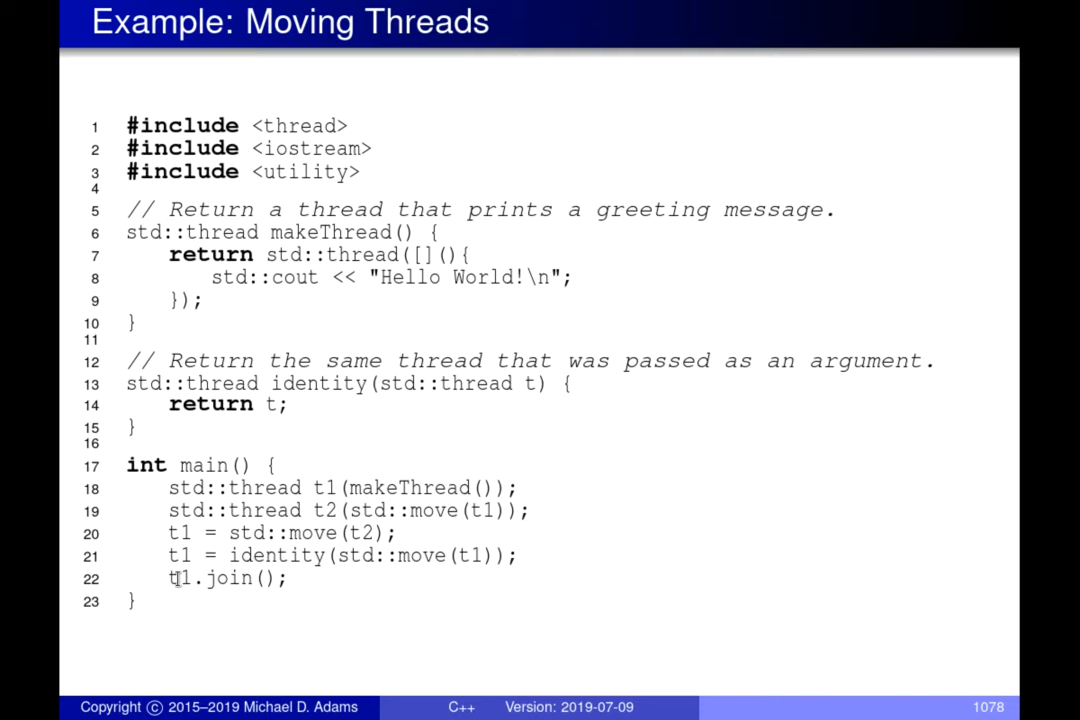 Example: Moving Threads
1 #include <thread>
2 #include <iostream>
3 #include <utility>
4
5 // Return a thread that prints a greeting message.
6 std::thread makeThread() {
7 return std::thread([](){
8 std::cout << "Hello World!\n";
9 });
10 }
11
12 // Return the same thread that was passed as an argument.
13 std::thread identity(std::thread t) {
14 return t;
15 }
16
17 int main() {
18 std::thread t1(makeThread());
19 std::thread t2(std::move(t1));
20 t1 = std::move(t2);
21 t1 = identity(std::move(t1));
22 t1.join();
23 }
Copyright © 2015–2019 Michael D. Adams C++ Version: 2019-07-09 1078